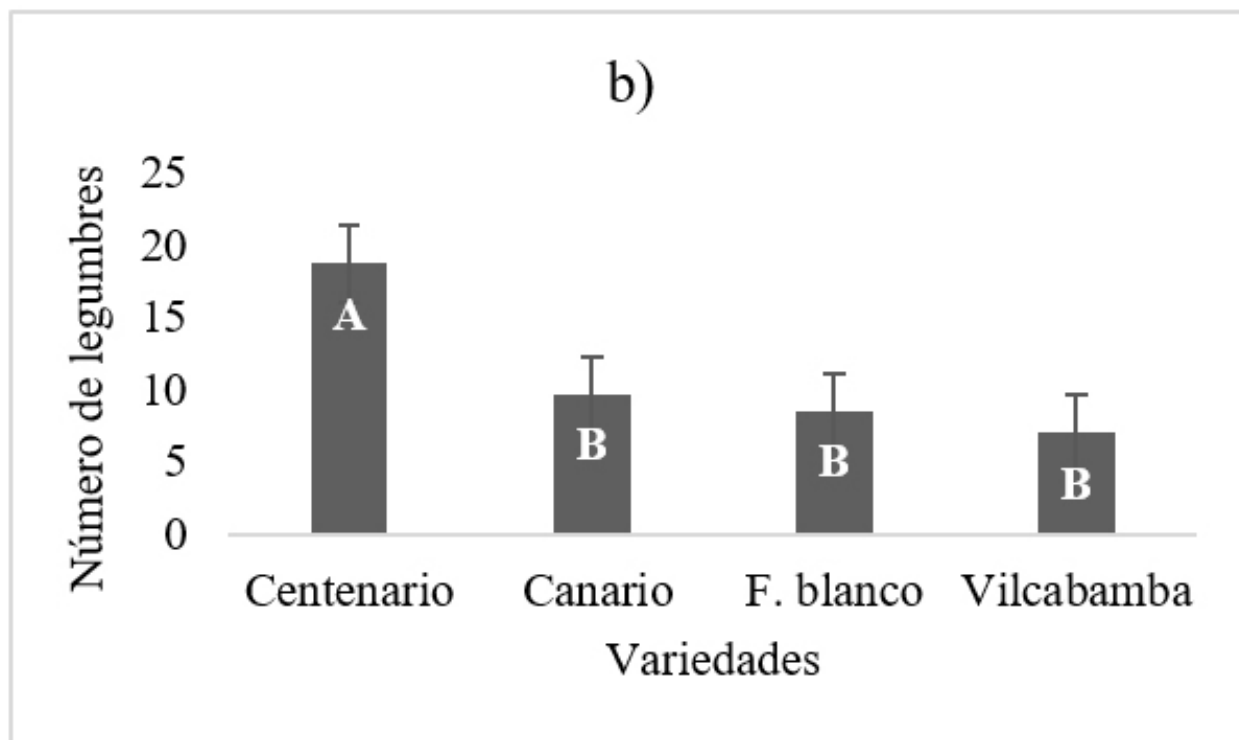 b)
Número de legumbres
25
20
15
10
5
0
A
B
B
B
Centenario Canario F. blanco Vilcabamba
Variedades